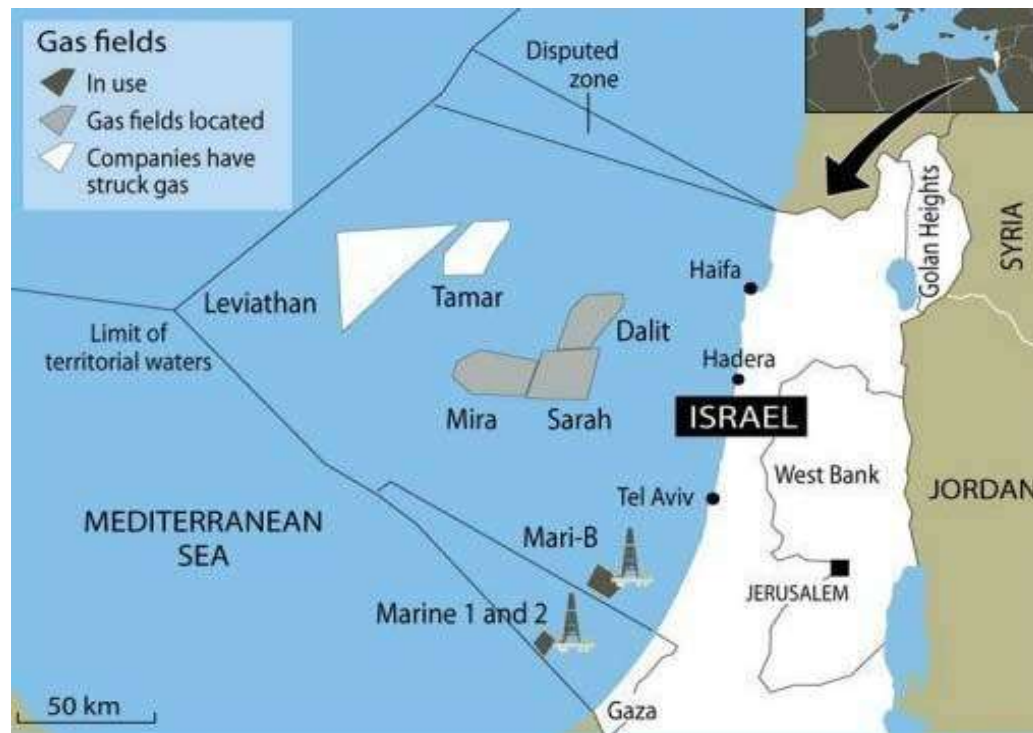 Gas fields
In use
Gas fields located
Companies have
struck gas
Disputed
zone
Golan Heights
SYRIA
Haifa
Leviathan
Tamar
Dalit
Limit of
territorial waters
Hadera
Mira
Sarah
ISRAEL
West Bank
Tel Aviv
JORDAN
MEDITERRANEAN
SEA
Mari-B
JERUSALEM
Marine 1 and 2
50 km
Gaza